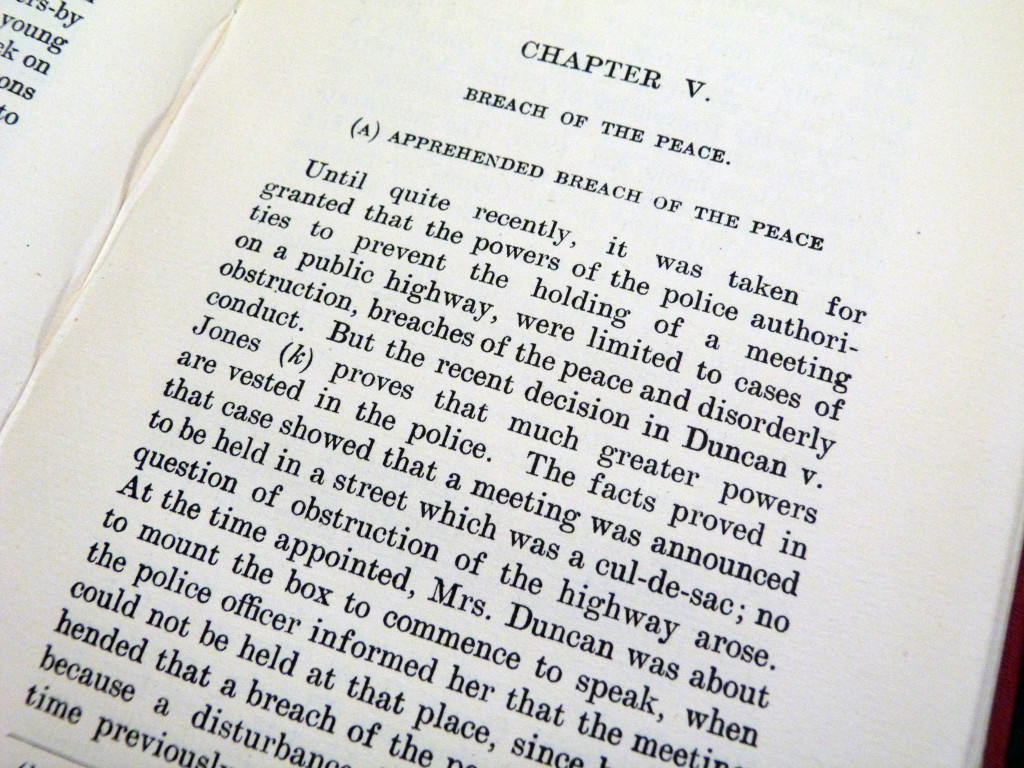 ers-by
young
ek on
ons
to
CHAPTER V.
BREACH OF THE PEACE.
(A) APPREHENDED BREACH OF THE PEACE
Until quite recently, it was taken for
granted that the powers of the police authori-
ties to prevent the holding of a meeting
on a public highway, were limited to cases of
obstruction, breaches of the peace and disorderly
conduct. But the recent decision in Duncan v.
Jones (k) proves that much greater powers
are vested in the police. The facts proved in
that case showed that a meeting was announced
to be held in a street which was a cul-de-sac; no
question of obstruction of the highway arose.
At the time appointed, Mrs. Duncan was about
to mount the box to commence to speak, when
the police officer informed her that the meeting
could not be held at that place, since
hended that a breach of the
because a disturbance
time previously